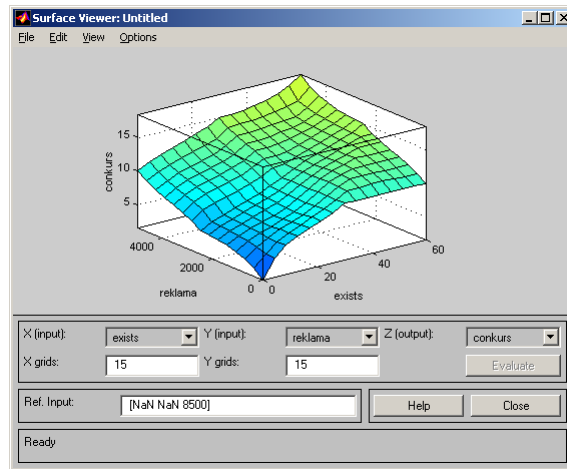 Surface Viewer: Untitled
File Edit View Options
15
10
5
conkurs
4000
2000
0
reklama
0
20
40
60
exists
X (input): exists Y (input): reklama Z (output): conkurs
X grids: 15 Y grids: 15 Evaluate
Ref. Input: [NaN NaN 8500] Help Close
Ready